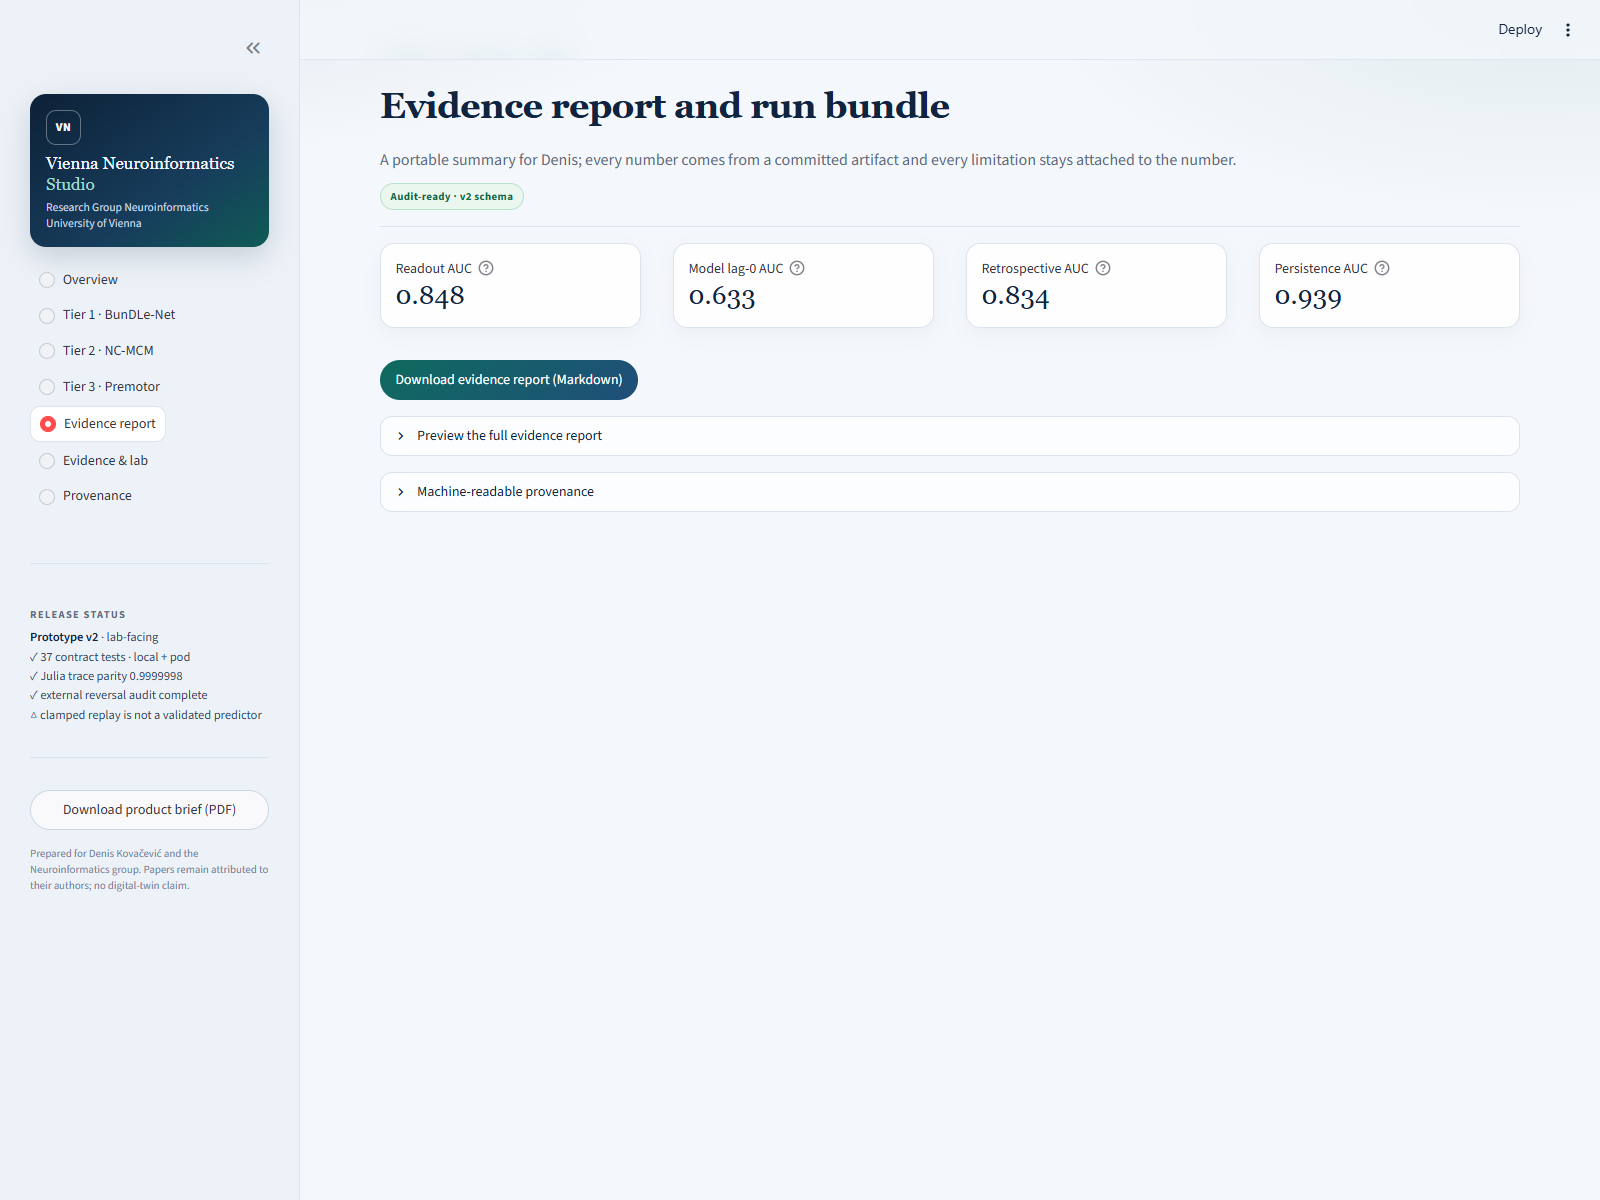 Deploy
VN
Vienna Neuroinformatics
Studio
Research Group Neuroinformatics
University of Vienna
Overview
Tier 1 · BunDLe-Net
Tier 2 · NC-MCM
Tier 3 · Premotor
Evidence report
Evidence & lab
Provenance
RELEASE STATUS
Prototype v2 · lab-facing
✓ 37 contract tests · local + pod
✓ Julia trace parity 0.9999998
✓ external reversal audit complete
△ clamped replay is not a validated predictor
Download product brief (PDF)
Prepared for Denis Kovačević and the
Neuroinformatics group. Papers remain attributed to
their authors; no digital-twin claim.
Evidence report and run bundle
A portable summary for Denis; every number comes from a committed artifact and every limitation stays attached to the number.
Audit-ready · v2 schema
Readout AUC
0.848
Model lag-0 AUC
0.633
Retrospective AUC
0.834
Persistence AUC
0.939
Download evidence report (Markdown)
Preview the full evidence report
Machine-readable provenance